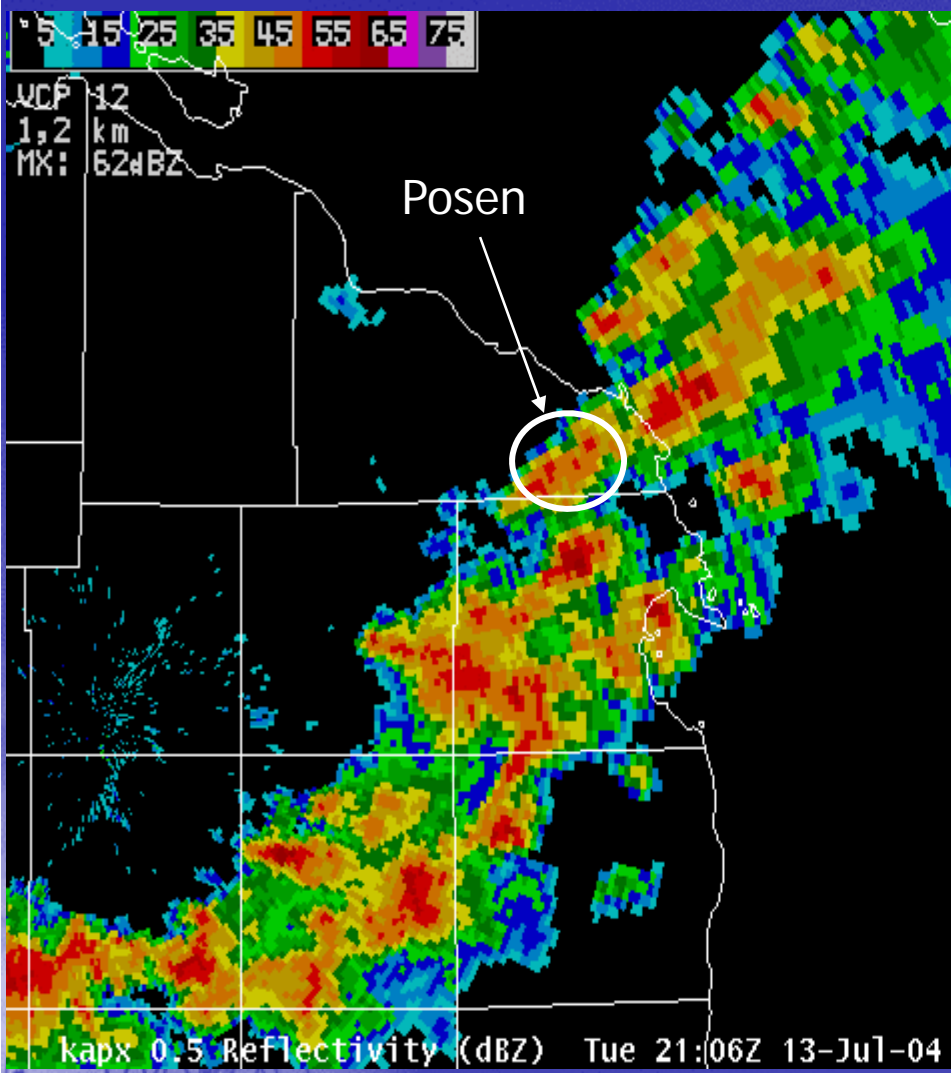 5 15 25 35 45 55 65 75
VCP 12
1,2 km
MX: 62dBZ
Posen
kapx 0.5 Reflectivity (dBZ) Tue 21:06Z 13-Jul-04